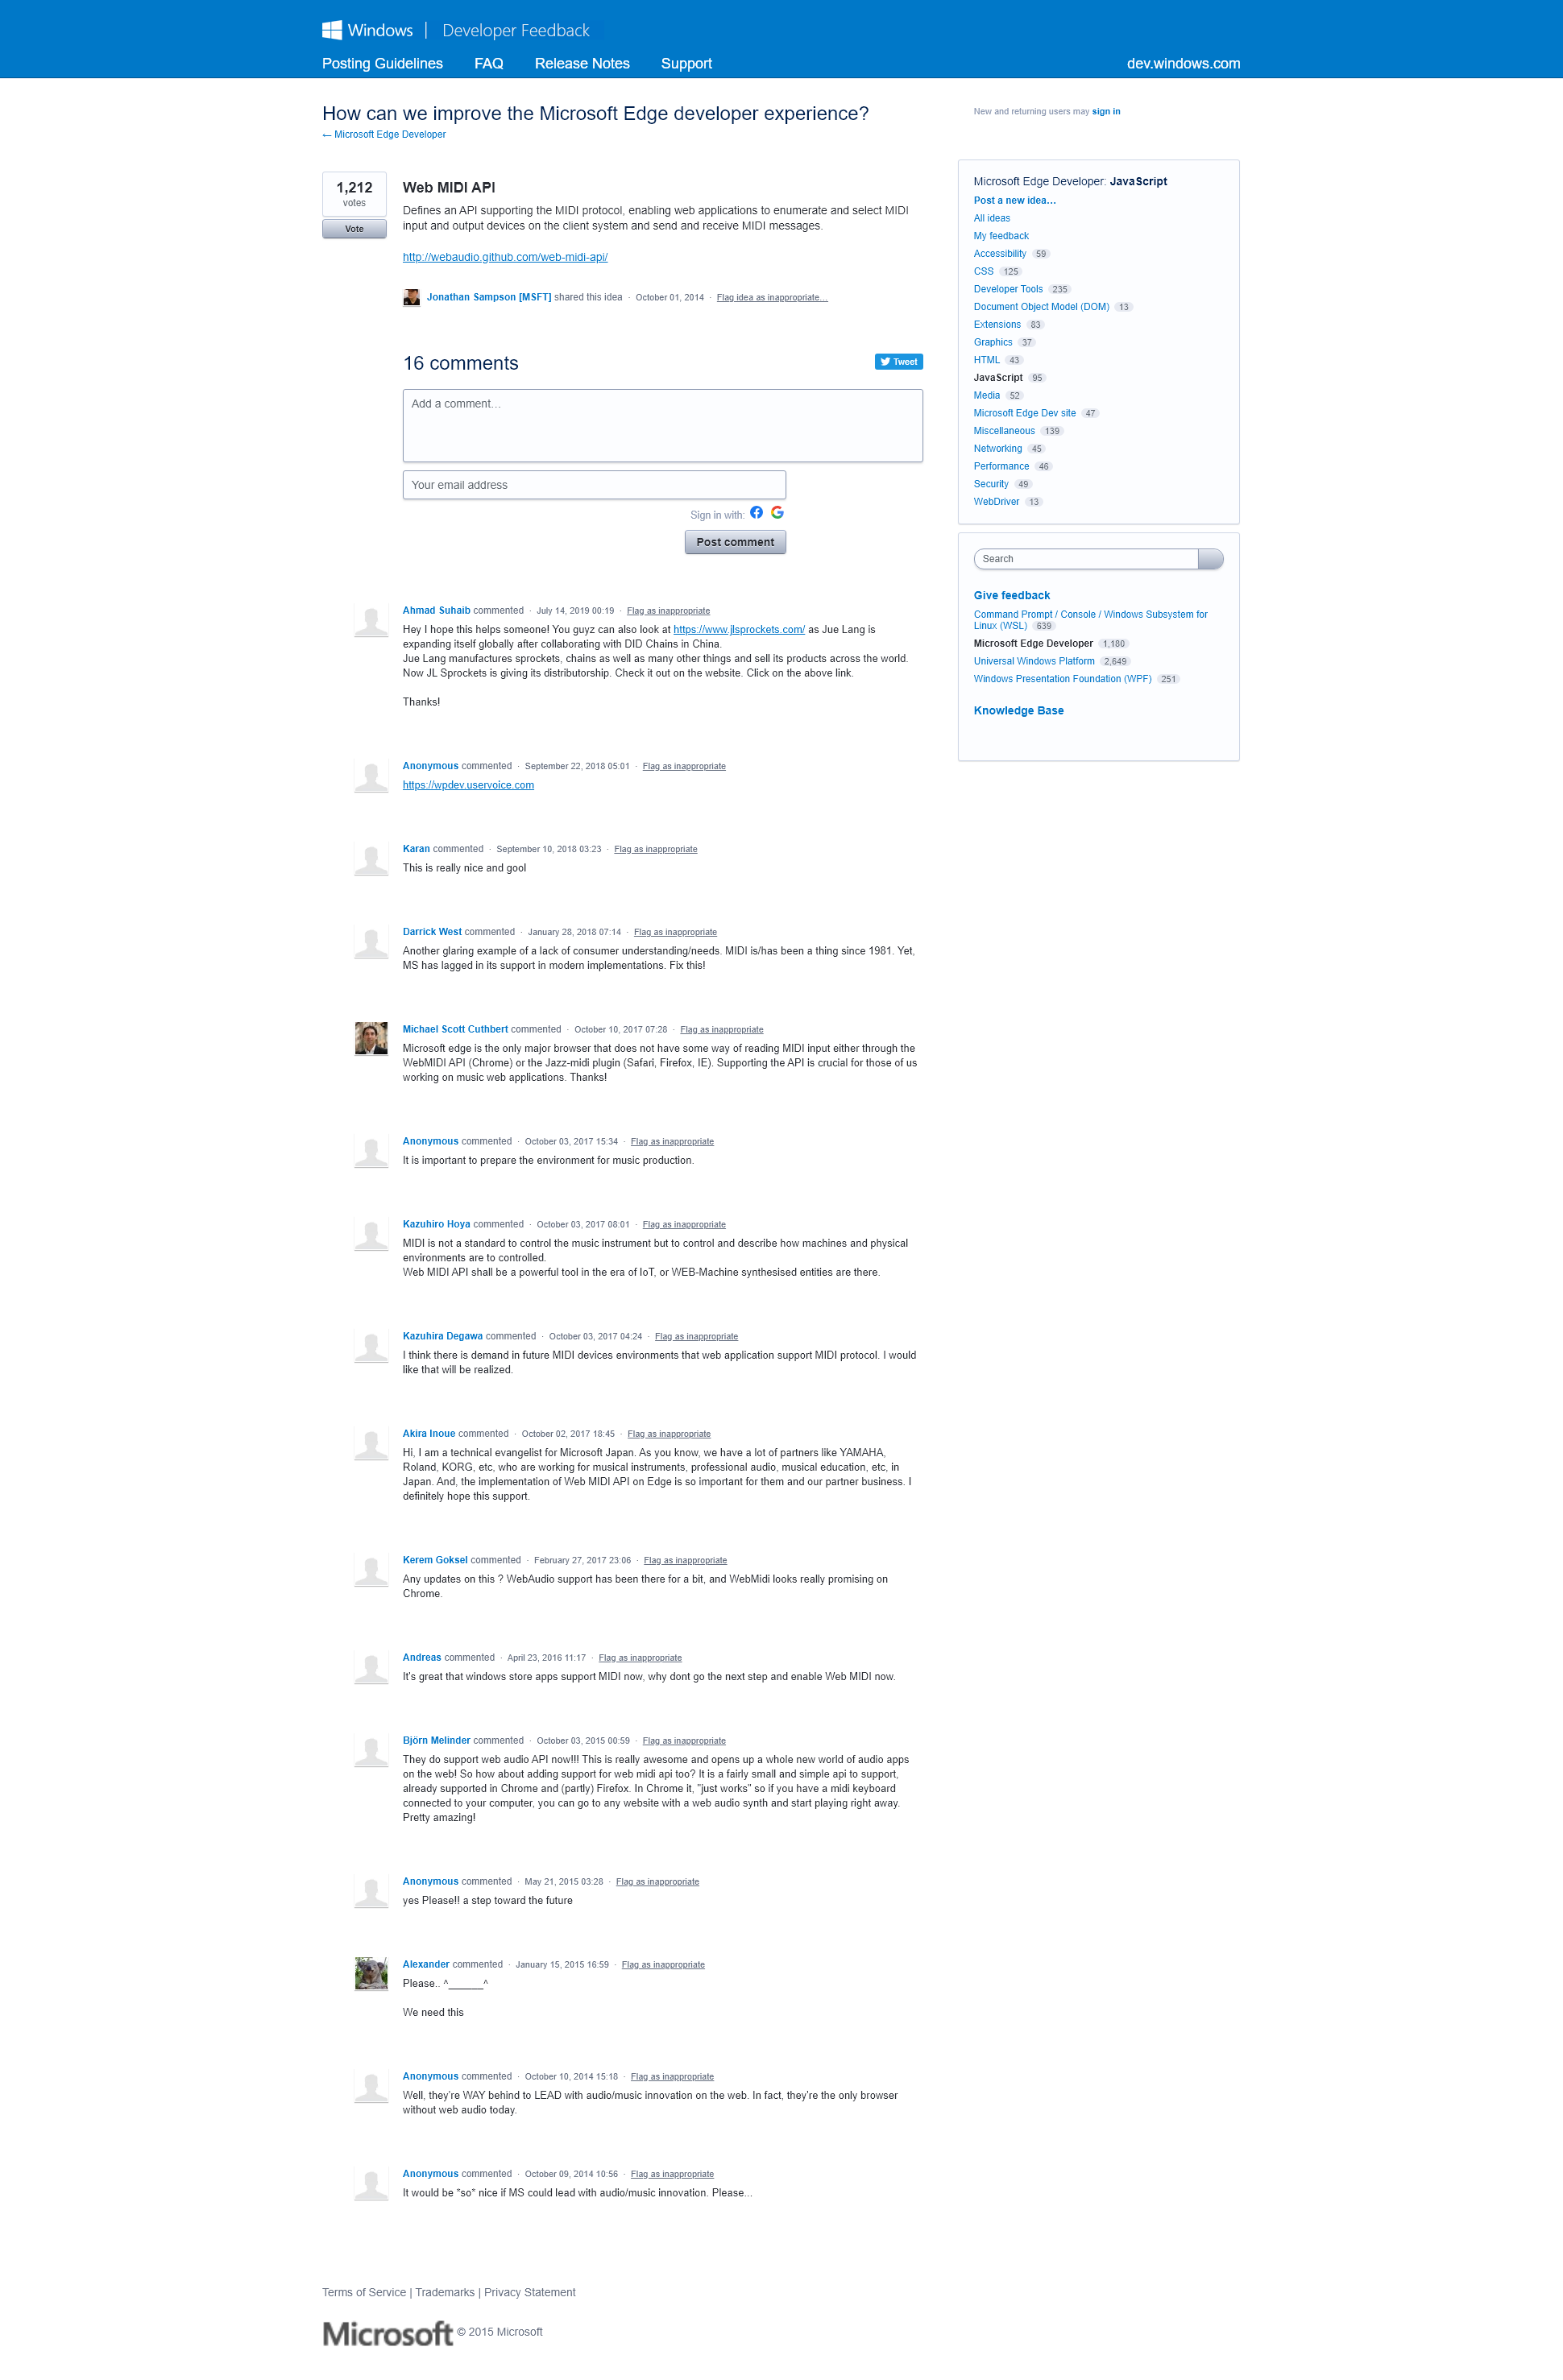 Windows | Developer Feedback
Posting Guidelines FAQ Release Notes Support dev.windows.com
How can we improve the Microsoft Edge developer experience?
← Microsoft Edge Developer
New and returning users may sign in
1,212
votes
Vote
Web MIDI API
Defines an API supporting the MIDI protocol, enabling web applications to enumerate and select MIDI
input and output devices on the client system and send and receive MIDI messages.
http://webaudio.github.com/web-midi-api/
Jonathan Sampson [MSFT] shared this idea · October 01, 2014 · Flag idea as inappropriate…
16 comments
Tweet
Add a comment…
Your email address
Sign in with:
Post comment
Ahmad Suhaib commented · July 14, 2019 00:19 · Flag as inappropriate
Hey I hope this helps someone! You guyz can also look at https://www.jlsprockets.com/ as Jue Lang is
expanding itself globally after collaborating with DID Chains in China.
Jue Lang manufactures sprockets, chains as well as many other things and sell its products across the world.
Now JL Sprockets is giving its distributorship. Check it out on the website. Click on the above link.
Thanks!
Anonymous commented · September 22, 2018 05:01 · Flag as inappropriate
https://wpdev.uservoice.com
Karan commented · September 10, 2018 03:23 · Flag as inappropriate
This is really nice and gool
Darrick West commented · January 28, 2018 07:14 · Flag as inappropriate
Another glaring example of a lack of consumer understanding/needs. MIDI is/has been a thing since 1981. Yet,
MS has lagged in its support in modern implementations. FIx this!
Michael Scott Cuthbert commented · October 10, 2017 07:28 · Flag as inappropriate
Microsoft edge is the only major browser that does not have some way of reading MIDI input either through the
WebMIDI API (Chrome) or the Jazz-midi plugin (Safari, Firefox, IE). Supporting the API is crucial for those of us
working on music web applications. Thanks!
Anonymous commented · October 03, 2017 15:34 · Flag as inappropriate
It is important to prepare the environment for music production.
Kazuhiro Hoya commented · October 03, 2017 08:01 · Flag as inappropriate
MIDI is not a standard to control the music instrument but to control and describe how machines and physical
environments are to controlled.
Web MIDI API shall be a powerful tool in the era of IoT, or WEB-Machine synthesised entities are there.
Kazuhira Degawa commented · October 03, 2017 04:24 · Flag as inappropriate
I think there is demand in future MIDI devices environments that web application support MIDI protocol. I would
like that will be realized.
Akira Inoue commented · October 02, 2017 18:45 · Flag as inappropriate
Hi, I am a technical evangelist for Microsoft Japan. As you know, we have a lot of partners like YAMAHA,
Roland, KORG, etc, who are working for musical instruments, professional audio, musical education, etc, in
Japan. And, the implementation of Web MIDI API on Edge is so important for them and our partner business. I
definitely hope this support.
Kerem Goksel commented · February 27, 2017 23:06 · Flag as inappropriate
Any updates on this ? WebAudio support has been there for a bit, and WebMidi looks really promising on
Chrome.
Andreas commented · April 23, 2016 11:17 · Flag as inappropriate
It's great that windows store apps support MIDI now, why dont go the next step and enable Web MIDI now.
Björn Melinder commented · October 03, 2015 00:59 · Flag as inappropriate
They do support web audio API now!!! This is really awesome and opens up a whole new world of audio apps
on the web! So how about adding support for web midi api too? It is a fairly small and simple api to support,
already supported in Chrome and (partly) Firefox. In Chrome it, "just works" so if you have a midi keyboard
connected to your computer, you can go to any website with a web audio synth and start playing right away.
Pretty amazing!
Anonymous commented · May 21, 2015 03:28 · Flag as inappropriate
yes Please!! a step toward the future
Alexander commented · January 15, 2015 16:59 · Flag as inappropriate
Please.. ^______^
We need this
Anonymous commented · October 10, 2014 15:18 · Flag as inappropriate
Well, they're WAY behind to LEAD with audio/music innovation on the web. In fact, they're the only browser
without web audio today.
Anonymous commented · October 09, 2014 10:56 · Flag as inappropriate
It would be *so* nice if MS could lead with audio/music innovation. Please...
Microsoft Edge Developer: JavaScript
Post a new idea…
All ideas
My feedback
Accessibility 59
CSS 125
Developer Tools 235
Document Object Model (DOM) 13
Extensions 83
Graphics 37
HTML 43
JavaScript 95
Media 52
Microsoft Edge Dev site 47
Miscellaneous 139
Networking 45
Performance 46
Security 49
WebDriver 13
Search
Give feedback
Command Prompt / Console / Windows Subsystem for
Linux (WSL) 639
Microsoft Edge Developer 1,180
Universal Windows Platform 2,649
Windows Presentation Foundation (WPF) 251
Knowledge Base
Terms of Service | Trademarks | Privacy Statement
Microsoft © 2015 Microsoft